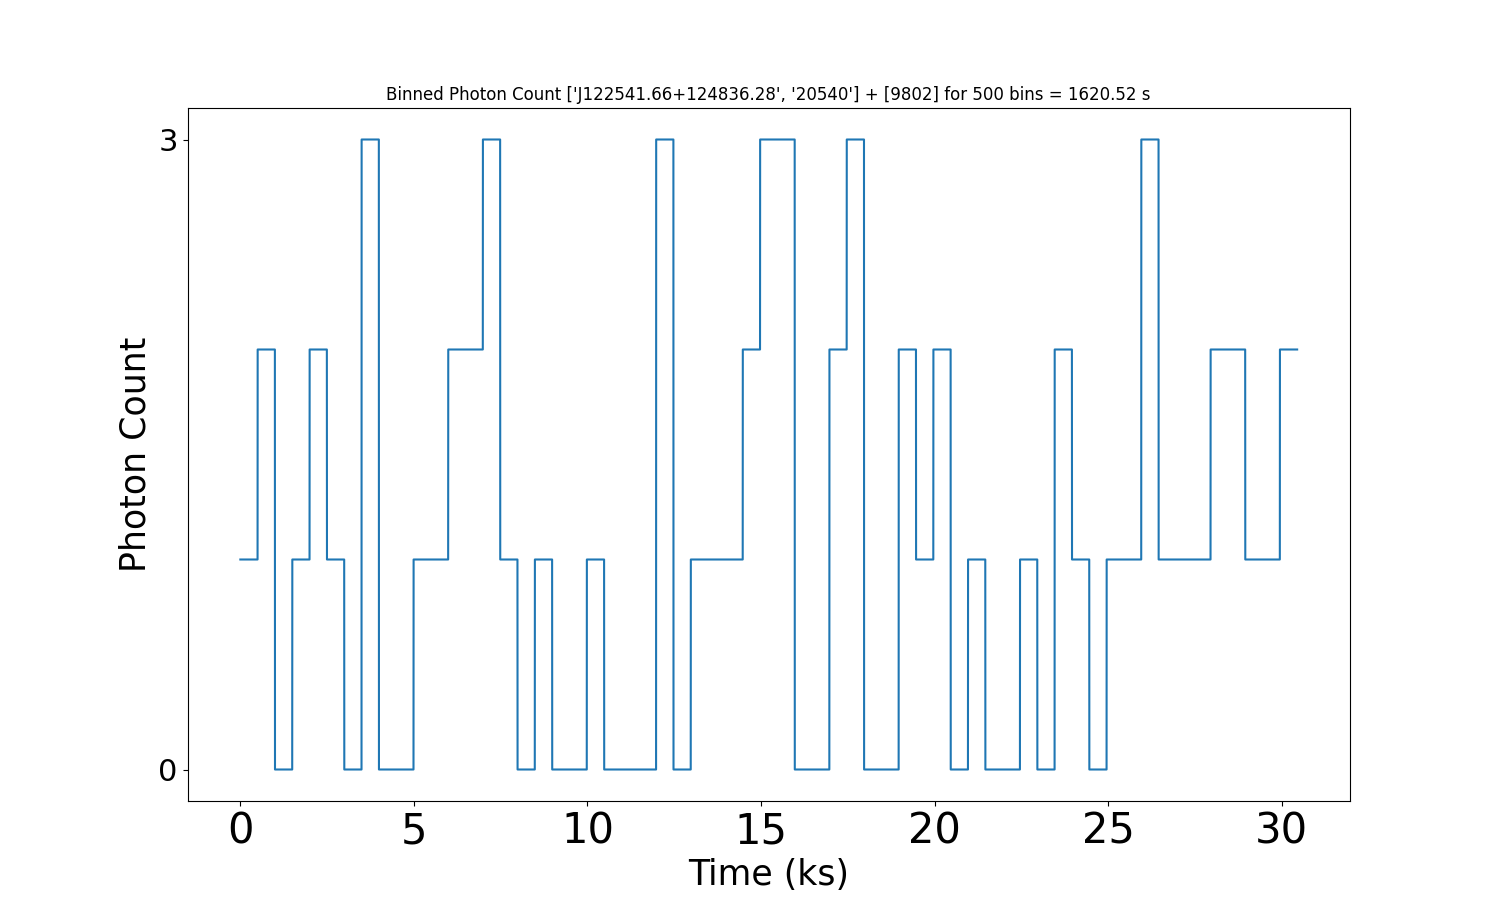 Binned Photon Count ['J122541.66+124836.28', '20540'] + [9802] for 500 bins = 1620.52 s
3
Photon Count
0
0 5 10 15 20 25 30
Time (ks)